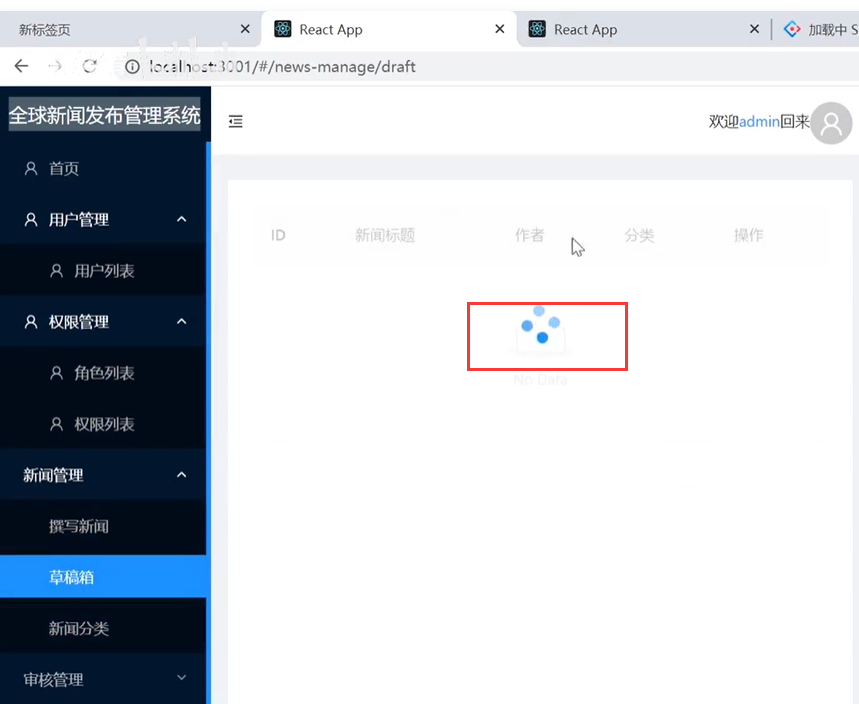 新标签页
React App
React App
加载中 S
localhost:3001/#/news-manage/draft
全球新闻发布管理系统
欢迎admin回来
首页
用户管理
用户列表
权限管理
角色列表
权限列表
新闻管理
撰写新闻
草稿箱
新闻分类
审核管理
ID 新闻标题 作者 分类 操作
No Data